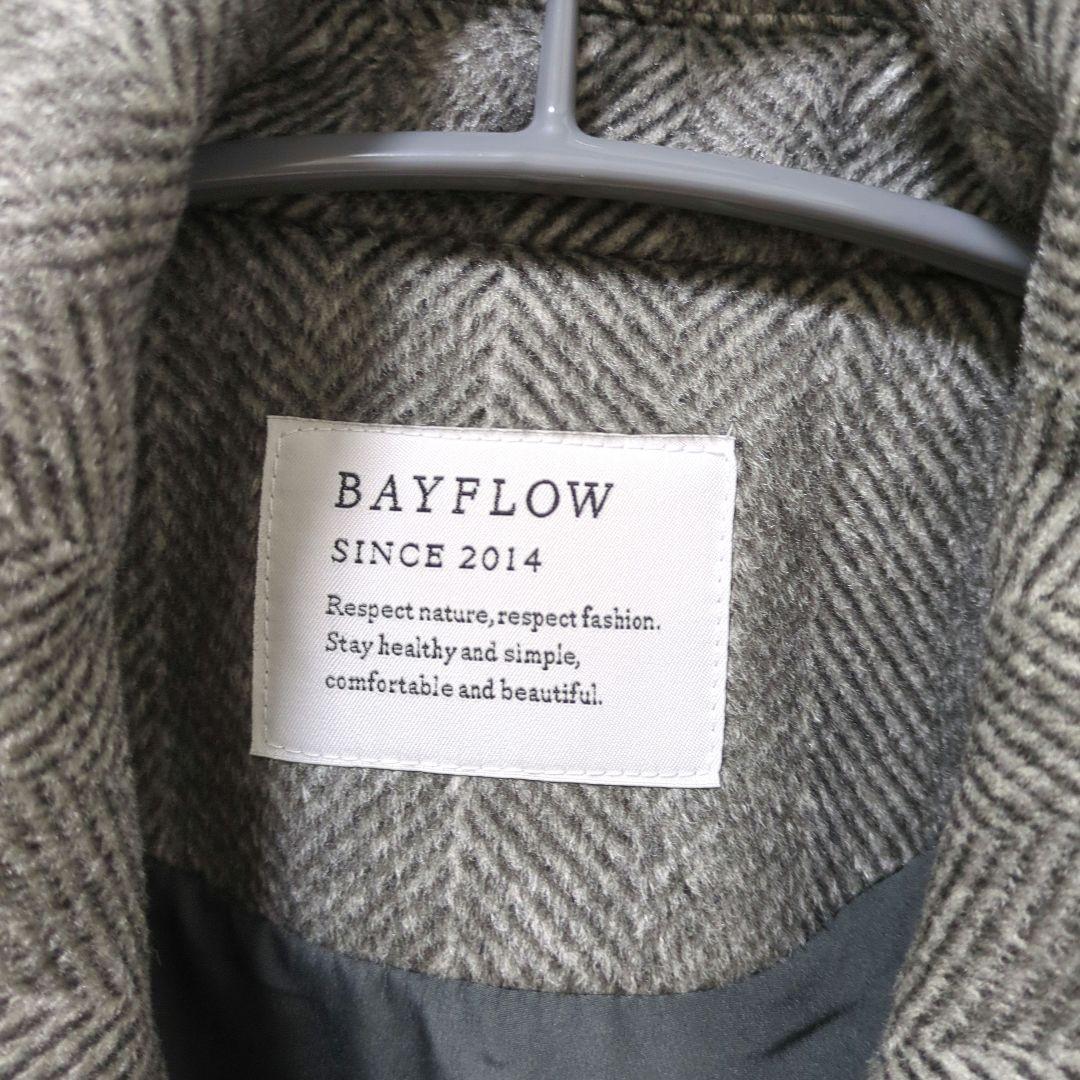 BAYFLOW
SINCE 2014
Respect nature, respect fashion.
Stay healthy and simple,
comfortable and beautiful.